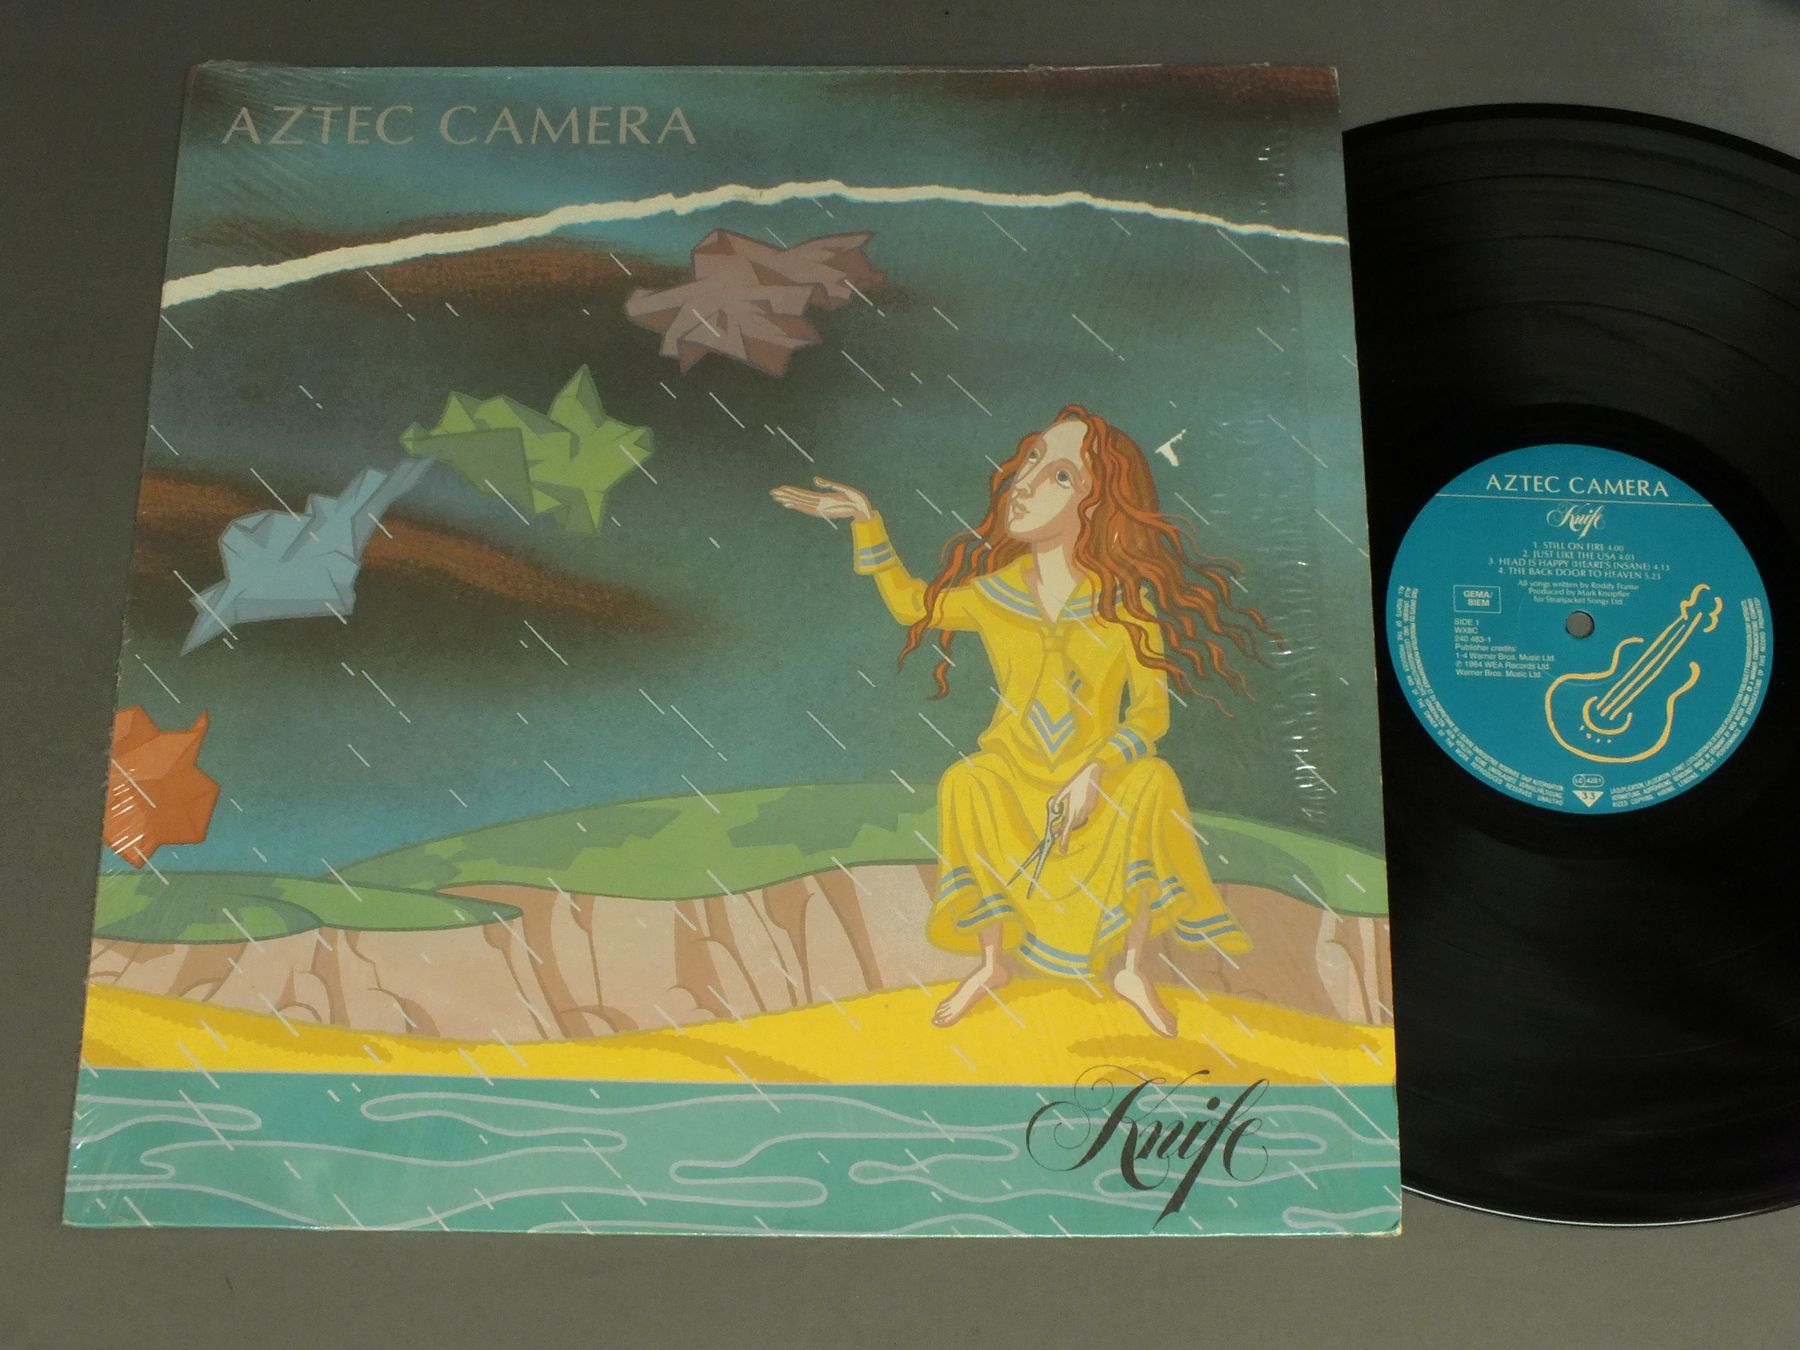 AZTEC CAMERA
Knife
AZTEC CAMERA
Knife
1. STILL ON FIRE 4.00
2. JUST LIKE THE USA 4.03
3. HEAD IS HAPPY (HEART'S INSANE) 4.13
4. THE BACK DOOR TO HEAVEN 5.23
All songs written by Roddy Frame
Produced by Mark Knopfler
for Straitjacket Songs Ltd
GEMA/
BIEM
SIDE.1
WX8C
240 483-1
Publisher credits:
1-4 Warner Bros. Music Ltd.
℗ 1984 WEA Records Ltd.
Warner Bros. Music Ltd.
LC 4281
33